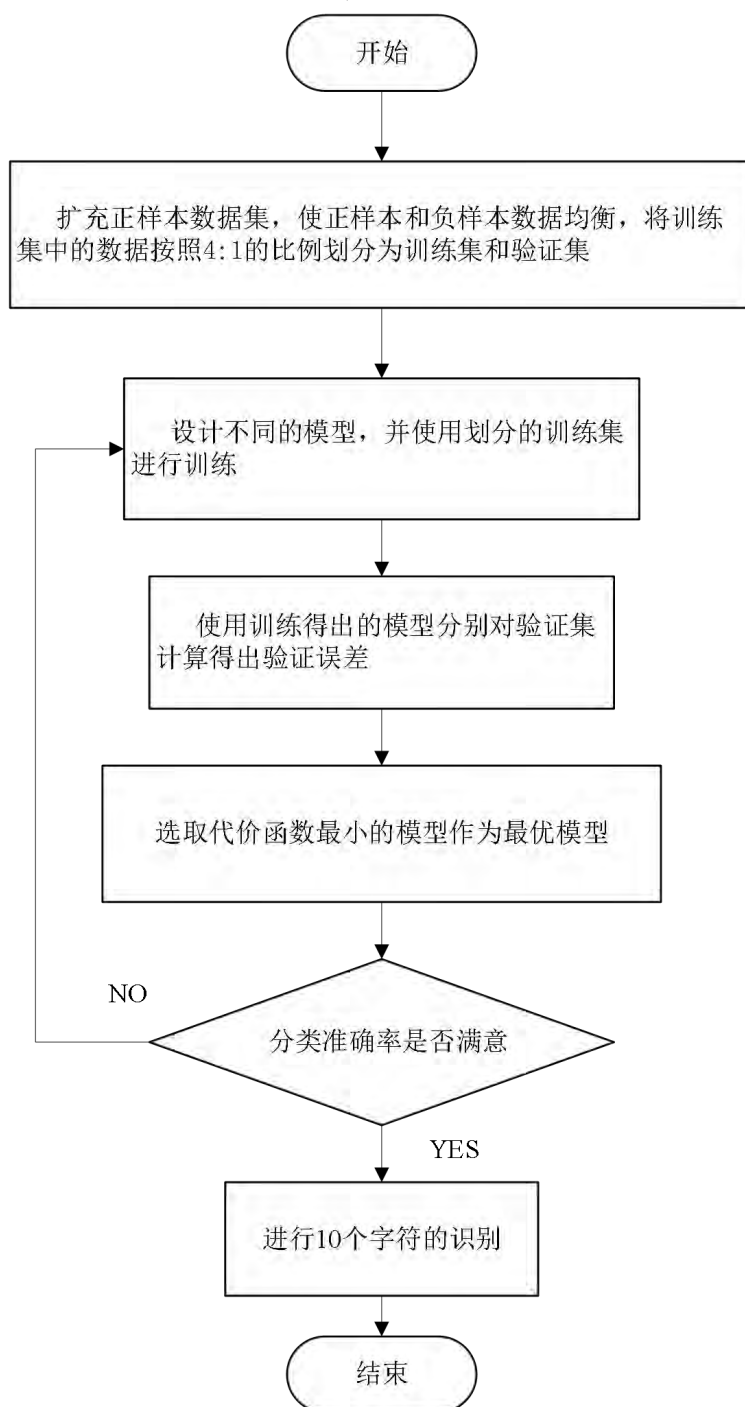 开始
扩充正样本数据集，使正样本和负样本数据均衡，将训练
集中的数据按照4:1的比例划分为训练集和验证集
设计不同的模型，并使用划分的训练集
进行训练
使用训练得出的模型分别对验证集
计算得出验证误差
选取代价函数最小的模型作为最优模型
NO
分类准确率是否满意
YES
进行10个字符的识别
结束